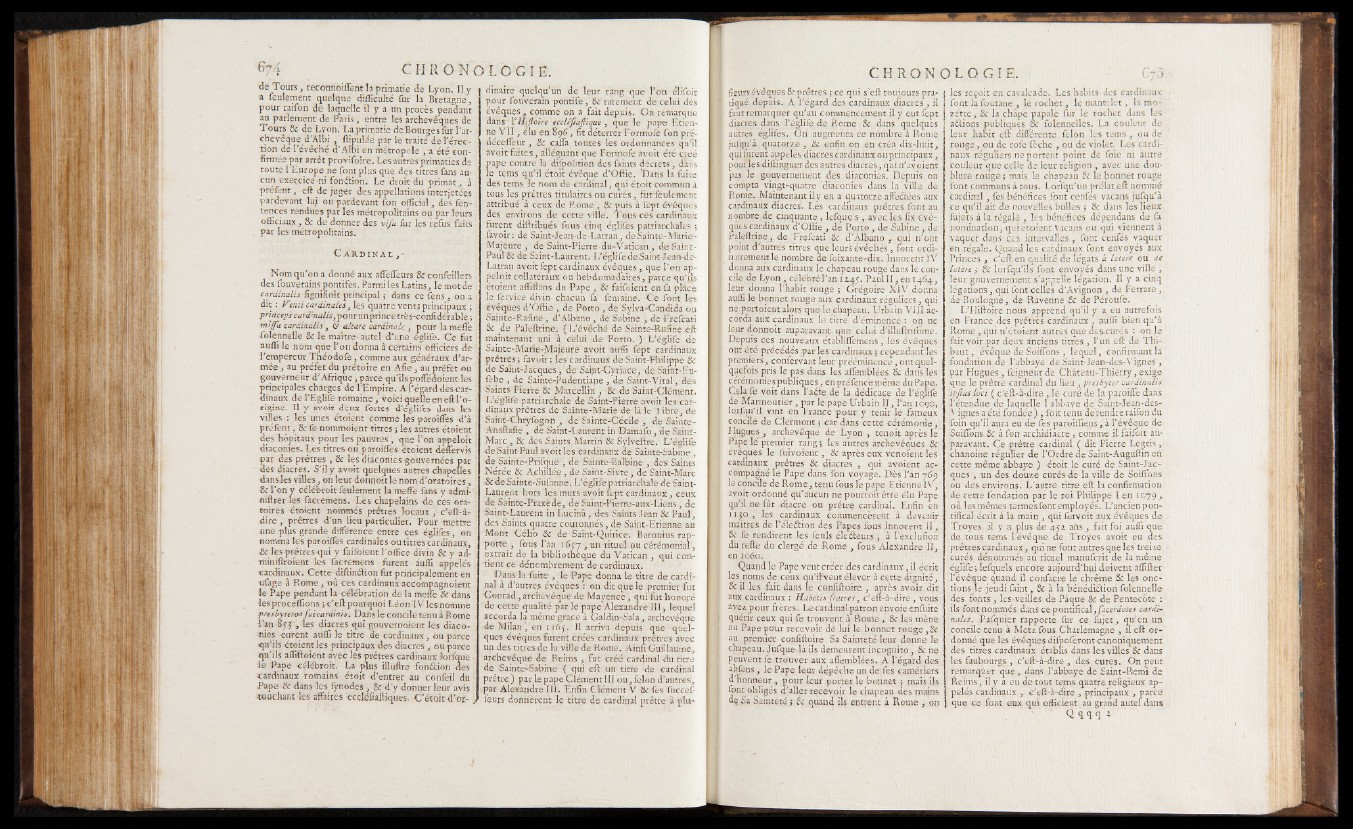 674 CHRONOLOGIE.
de Tours, reconnoiſſent la primatie de Lyon. Il y
a ſeulement quelque difficulté ſur la Bretagne,
pour raiſon de laquelle il y a un procès pendant
au parlement de Paris, entre les archevêques de
Tours & de Lyon. La primatie de Bourges ſur l'ar-
chevêque d'Albi, ſtipulée par le traité de l'érec-
tion de l'évêché d'Albi en métropole, a été con-
firmée par arrêt proviſoire. Les autres primaties de
toute l'Europe ne ſont plus que des titres ſans au-
cun exercice ni fonction. Le droit du primat, à
préſent, eſt de juger des appellations interjetées
pardevant lui ou pardevant ſon official, des ſen-
tences rendues par les métropolitains ou par leurs
officiaux, & de donner des viſa ſur les refus faits
par les métropolitains.
CARDINAL,
Nom qu'on a donné aux aſſeſſeurs & conſeillers
des ſouverains pontifes. Parmi les Latins, le mot de
cardinalis ſignifioit principal; dans ce ſens, on a
dit: Venti cardinales, les quatre vents principaux;
princeps cardinalis, pour un prince très-conſidérable;
miſſa cardinalis, & altare cardinale, pour la meſſe
ſolennelle & le maître-autel d'une égliſe. Ce fut
auſſi le nom que l'on donna à certains officiers de
l'empereur Théodoſe, comme aux généraux d'ar-
mée, au préfet du prétoire en Aſie, au préfet ou
gouverneur d'Afrique, parce qu'ils poſſédoient les
principales charges de l'Empire. A l'égard des car-
dinaux de l'Egliſe romaine, voici quelle en eſt l'o-
rigine. Il y avoit deux ſortes d'égliſes dans les
villes: les unes étoient comme les paroiſſes d'à
préſent, & ſe nommoient titres; les autres étoient
des hôpitaux pour les pauvres, que l'on appeloit
diaconies. Les titres ou paroiſſes étoient deſſervis
par des prêtres, & les diaconies gouvernées par
des diacres. S'il y avoit quelques autres chapelles
dans les villes, on leur donnoit le nom d'oratoires,
& l'on y célébroit ſeulement la meſſe ſans y admi-
niſtrer les ſacremens. Les chapelains de ces ora-
toires étoient nommés prêtres locaux, c'eſt-à-
dire, prêtres d'un lieu particulier. Pour mettre
une plus grande différence entre ces égliſes, on
nomma les paroiſſes cardinales ou titres cardinaux,
& les prêtres qui y faiſoient l'office divin & y ad-
miniſtroient les ſacremens furent auſſi appelés
cardinaux. Cette diſtinction fut principalement en
uſage à Rome, où ces cardinaux accompagnoient
le Pape pendant la célébration de la meſſe & dans
les proceſſions; c'eſt pourquoi Léon IV les nomme
presbyteros ſui cardinis. Dans le concile tenu à Rome
l'an 853, les diacres qui gouvernoient les diaco-
nies eurent auſſi le titre de cardinaux, ou parce
qu'ils étoient les principaux des diacres, ou parce
qu'ils aſſiſtoient avec les prêtres cardinaux lorſque
le Pape célébroit. La plus illuſtre fonction des
cardinaux romains étoit d'entrer au conſeil du
Pape & dans les ſynodes, & d'y donner leur avis
touchant les affaires eccléſiaſtiques. C'étoit d'or-
dinaire quelqu'un de leur rang que l'on éliſoit
pour ſouverain pontife, & rarement de celui des
évêques, comme on a fait depuis. On remarque
dans l'Hiſtoire eccléſiaſtique, que le pape Etien-
ne VII, élu en 896, fit déterrer Formoſe ſon pré-
déceſſeur, & caſſa toutes les ordonnances qu'il
avoit faites, alléguant que Formoſe avoit été créé
pape contre la diſpoſition des ſaints décrets, dans
le tems qu'il étoit évêque d'Oſtie. Dans la ſuite
des tems le nom de cardinal, qui étoit commun à
tous les prêtres titulaires ou curés, fut ſeulement
attribué à ceux de Rome, & puis à ſept évêques
des environs de cette ville. Tous ces cardinaux
furent diſtribués ſous cinq égliſes patriarchales;
ſavoir: de Saint-Jean-de-Latran, de Sainte-Marie-
Majeure, de Saint-Pierre-du-Vatican, de Saint-
Paul & de Saint-Laurent. L'égliſe de Saint-Jean-de-
Latran avoit ſept cardinaux évêques, que l'on ap-
peloit collatéraux ou hebdomadaires, parce qu'ils
étoient aſſiſtans du Pape, & faiſoient en ſa place
le ſervice divin chacun ſa ſemaine. Ce ſont les
évêques d'Oſtie, de Porto, de Sylva-Candida ou
Sainte-Rufine, d'Albano, de Sabine, de Freſcati
& de Paleſtrine. (L'évêché de Sainte-Rufine eſt
maintenant uni à celui de Porto.) L'égliſe de
Sainte-Marie-Majeure avoit auſſi ſept cardinaux
prêtres; ſavoir: les cardinaux de Saint-Philippe &
de Saint-Jacques, de Saint-Cyriace, de Saint-Eu-
ſèbe, de Sainte-Pudentiane, de Saint-Vital, des
Saints Pierre & Marcellin, & de Saint-Clément.
L'égliſe patriarchale de Saint-Pierre avoit les car-
dinaux prêtres de Sainte-Marie de là le Tibre, de
Saint-Chryſogon, de Sainte-Cécile, de Sainte-
Anaſtaſie, de Saint-Laurent in Damaſo, de Saint-
Marc, & des Saints Martin & Sylveſtre. L'égliſe
de Saint Paul avoit les cardinaux de Sainte-Sabine,
de Sainte-Priſque, de Sainte-Balbine, des Saints
Nérée & Achillée, de Saint-Sixte, de Saint-Marc
& de Sainte-Suſanne. L'égliſe patriarchale de Saint-
Laurent hors les murs avoit ſept cardinaux, ceux
de Sainte-Praxède, de Saint-Pierre-aux-Liens, de
Saint-Laurent in Lucina, des Saints Jean & Paul,
des Saints quatre couronnés, de Saint-Etienne au
Mont Célio & de Saint-Quirice. Baronius rap-
porte, ſous l'an 1057, un rituel ou cérémonial,
extrait de la bibliothèque du Vatican, qui con-
tient ce dénombrement de cardinaux.
Dans la ſuite, le Pape donna le titre de cardi-
nal à d'autres évêques: on dit que le premier fut
Conrad, archevêque de Mayence, qui fut honoré
de cette qualité par le pape Alexandre III, lequel
accorda la même grace à Galdin-Sala, archevêque
de Milan, en 1165. Il arriva depuis que quel-
ques évêques furent créés cardinaux prêtres avec
un des titres de la ville de Rome. Ainſi Guillaume,
archevêque de Reims, fut créé cardinal du titre
de Sainte-Sabine (qui eſt un titre de cardinal
prêtre) par le pape Clément III ou, ſelon d'autres,
par Alexandre III. Enfin Clément V & ſes ſucceſ-
ſeurs donnèrent le titre de cardinal prêtre à plu-
CHRONOLOGIE. 675
ſieurs évêques & prêtres; ce qui s'eſt toujours pra-
tiqué depuis. A l'égard des cardinaux diacres, il
faut remarquer qu'au commencement il y eut ſept
diacres dans l'égliſe de Rome & dans quelques
autres égliſes. On augmenta ce nombre à Rome
juſqu'à quatorze, & enfin on en créa dix-huit,
qui furent appelés diacres cardinaux ou principaux,
pour les diſtinguer des autres diacres, qui n'avoient
pas le gouvernement des diaconies. Depuis on
compta vingt-quatre diaconies dans la ville de
Rome. Maintenant il y en a quatorze affectées aux
cardinaux diacres. Les cardinaux prêtres ſont au
nombre de cinquante, leſquels, avec les ſix évê-
ques cardinaux d'Oſtie, de Porto, de Sabine, de
Paleſtrine, de Freſcati & d'Albano, qui n'ont
point d'autres titres que leurs évêchés, ſont ordi-
nairement le nombre de ſoixante-dix. Innocent IV
donna aux cardinaux le chapeau rouge dans le con-
cile de Lyon, célébré l'an 1245. Paul II, en 1464,
leur donna l'habit rouge; Grégoire XIV donna
auſſi le bonnet rouge aux cardinaux réguliers, qui
ne portoient alors que le chapeau. Urbain VIII ac-
corda aux cardinaux le titre d'éminence: on ne
leur donnoit auparavant que celui d'illuſtriſſime.
Depuis ces nouveaux établiſſemens, les évêques
ont été précédés par les cardinaux; cependant les
premiers, conſervant leur prééminence, ont quel-
quefois pris le pas dans les aſſemblées & dans les
cérémonies publiques, en préſence même du Pape.
Cela ſe voit dans l'acte de la dédicace de l'égliſe
de Marmoutier, par le pape Urbain II, l'an 1090,
lorſqu'il vint en France pour y tenir le fameux
concile de Clermont; car dans cette cérémonie,
Hugues, archevêque de Lyon, tenoit après le
Pape le premier rang; les autres archevêques &
évêques le ſuivoient, & après eux venoient les
cardinaux prêtres & diacres, qui avoient ac-
compagné le Pape dans ſon voyage. Dès l'an 769
le concile de Rome, tenu ſous le pape Etienne IV,
avoit ordonné qu'aucun ne pourroit être élu Pape
qu'il ne fût diacre ou prêtre cardinal. Enfin en
1130, les cardinaux commencèrent à devenir
maîtres de l'élection des Papes ſous Innocent II,
& ſe rendirent les ſeuls électeurs, à l'excluſion
du reſte du clergé de Rome, ſous Alexandre II,
en 1060.
Quand le Pape veut créer des cardinaux, il écrit
les noms de ceux qu'il veut élever à cette dignité,
& il les fait dans le conſiſtoire, après avoir dit
aux cardinaux: Habetis fratres, c'eſt-à-dire, vous
avez pour frères. Le cardinal patron envoie enſuite
quérir ceux qui ſe trouvent à Rome, & les mène
au Pape pour recevoir de lui le bonnet rouge, &
au premier conſiſtoire Sa Sainteté leur donne le
chapeau. Juſque-là ils demeurent incognito, & ne
peuvent ſe trouver aux aſſemblées. A l'égard des
abſens, le Pape leur dépêche un de ſes camériers
d'honneur, pour leur porter le bonnet; mais ils
ſont obligés d'aller recevoir le chapeau des mains
de Sa Sainteté; & quand ils entrent à Rome, on
les reçoit en cavalcade. Les habits des cardinaux
ſont la ſoutane, le rochet, le mantelet, la mo-
zette, & la chape papale ſur le rochet dans les
actions publiques & ſolennelles. La couleur de
leur habit eſt différente ſelon les tems, ou de
rouge, ou de roſe ſèche, ou de violet. Les cardi-
naux réguliers ne portent point de ſoie ni autre
couleur que celle de leur religion, avec une dou-
blure rouge; mais le chapeau & le bonnet rouge
ſont communs à tous. Lorſqu'un prélat eſt nommé
cardinal, ſes bénéfices ſont cenſés vacans juſqu'à
ce qu'il ait de nouvelles bulles; & dans les lieux
ſujets à la régale, les bénéfices dépendans de ſa
nomination, qui étoient vacans ou qui viennent à
vaquer dans ces intervalles, ſont cenſés vaquer
en régale. Quand les cardinaux ſont envoyés aux
Princes, c'eſt en qualité de légats à latere ou de
latere; & lorſqu'ils ſont envoyés dans une ville,
leur gouvernement s'appelle légation. Il y a cinq
légations, qui ſont celles d'Avignon, de Ferrare,
de Boulogne, de Ravenne & de Pérouſe.
L'Hiſtoire nous apprend qu'il y a eu autrefois
en France des prêtres cardinaux, auſſi bien qu'à
Rome, qui n'étoient autres que des curés: on le
fait voir par deux anciens titres, l'un eſt de Thi-
baut, évêque de Soiſſons, lequel, confirmant la
fondation de l'abbaye de Saint-Jean-des-Vignes,
par Hugues, ſeigneur de Château-Thierry, exige
que le prêtre cardinal du lieu, presbyter cardinalis
ipſius loci (c'eſt-à-dire, le curé de la paroiſſe dans
l'étendue de laquelle l'abbaye de Saint-Jean-des-
Vignes a été fondée), ſoit tenu de rendre raiſon du
ſoin qu'il aura eu de ſes paroiſſiens, à l'évêque de
Soiſſons & à ſon archidiacre, comme il faiſoit au-
paravant. Ce prêtre cardinal (dit Pierre Legris,
chanoine régulier de l'Ordre de Saint-Auguſtin en
cette même abbaye) étoit le curé de Saint-Jac-
ques, un des douze curés de la ville de Soiſſons
ou des environs. L'autre titre eſt la confirmation
de cette fondation par le roi Philippe I en 1079,
où les mêmes termes ſont employés. L'ancien pon-
tifical de Troyes, il y a plus de 452 ans, fait foi auſſi que
de tous tems l'évêque de Troyes avoit eu des
prêtres cardinaux, qui ne ſont autres que les treize
curés dénommés au rituel manuſcrit de la même
égliſe; leſquels encore aujourd'hui doivent aſſiſter
l'évêque quand il conſacre le chrême & les onc-
tions le jeudi ſaint, & à la bénédiction ſolennelle
des fonts, les veilles de Pâque & de Pentecôte:
ils ſont nommés dans ce pontifical, ſacerdotes cardi-
nales. Paſquier rapporte ſur ce ſujet, qu'en un
concile tenu à Metz ſous Charlemagne, il eſt or-
donné que les évêques diſpoſeront canoniquement
des titres cardinaux établis dans les villes & dans
les faubourgs, c'eſt-à-dire, des curés. On peut
remarquer que, dans l'abbaye de Saint-Remi de
Reims, il y a eu de tout tems quatre religieux ap-
pelés cardinaux, c'eſt-à-dire, principaux, parce
que ce ſont eux qui officient au grand autel dans
Qqqq 2